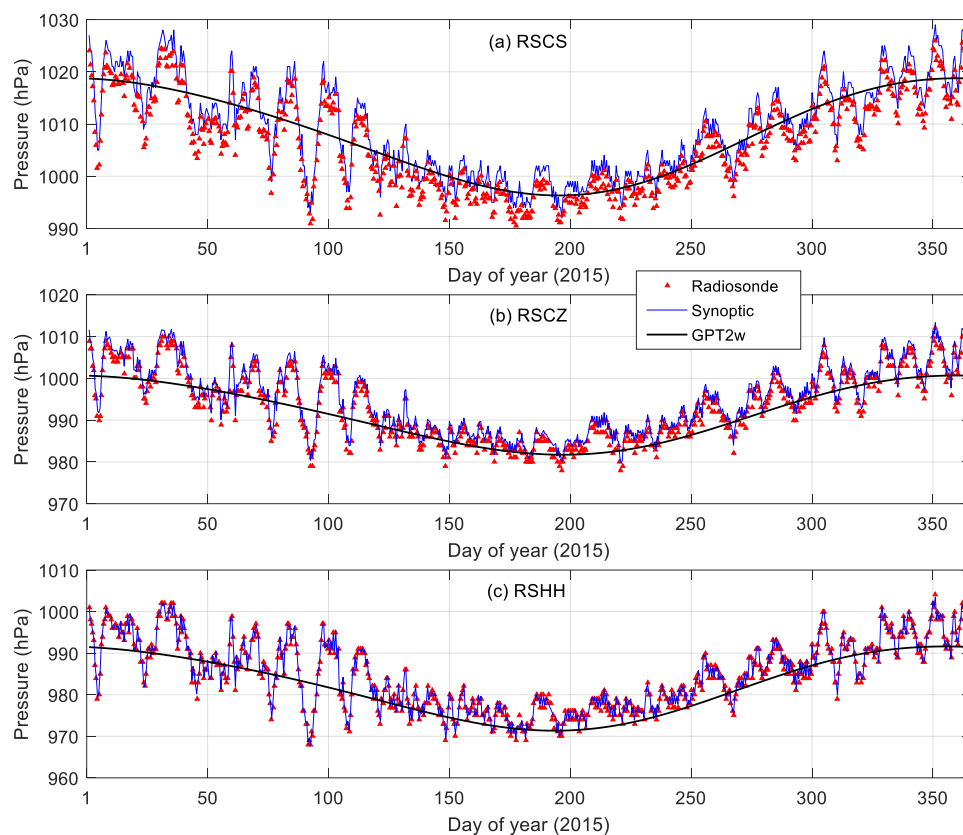 1030
(a) RSCS
1020
1010
1000
990
Pressure (hPa)
1 50 100 150 200 250 300 350
Day of year (2015)
Radiosonde
Synoptic
GPT2w
1020
(b) RSCZ
1010
1000
990
980
970
Pressure (hPa)
1 50 100 150 200 250 300 350
Day of year (2015)
1010
(c) RSHH
1000
990
980
970
960
Pressure (hPa)
1 50 100 150 200 250 300 350
Day of year (2015)